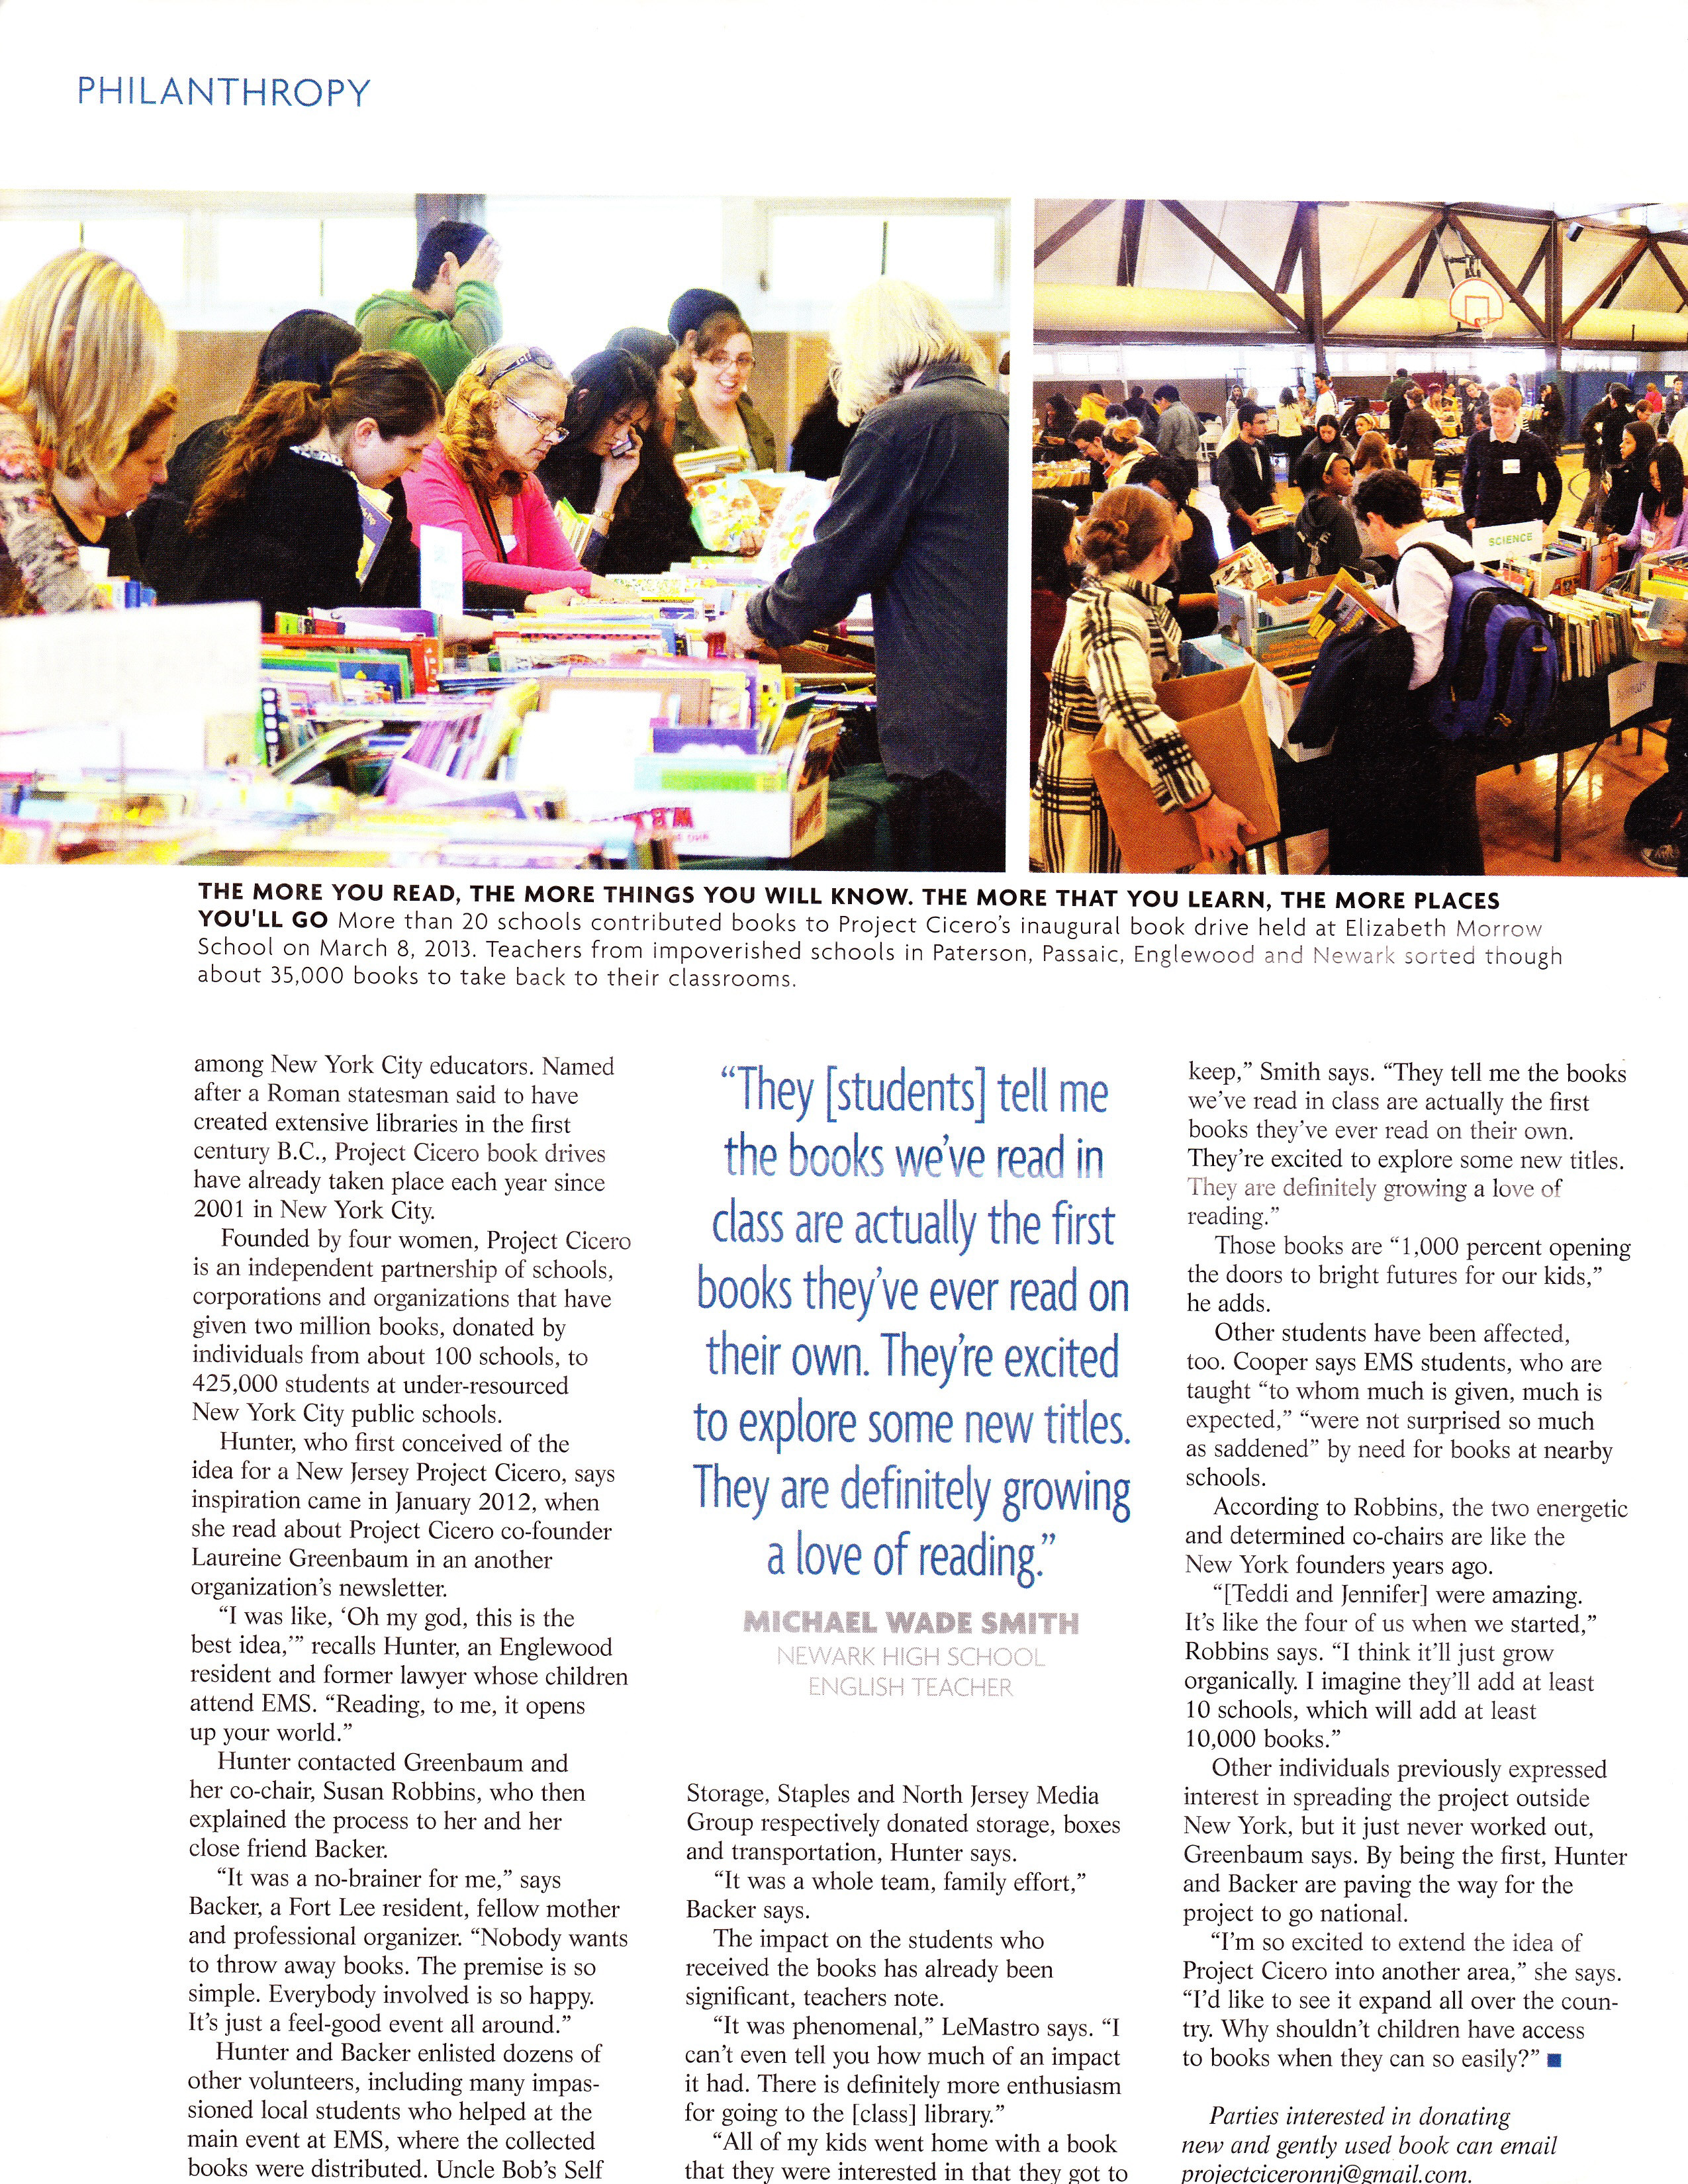 PHILANTHROPY
SCIENCE
THE MORE YOU READ, THE MORE THINGS YOU WILL KNOW. THE MORE THAT YOU LEARN, THE MORE PLACES
YOU'LL GO More than 20 schools contributed books to Project Cicero's inaugural book drive held at Elizabeth Morrow
School on March 8, 2013. Teachers from impoverished schools in Paterson, Passaic, Englewood and Newark sorted though
about 35,000 books to take back to their classrooms.
among New York City educators. Named
after a Roman statesman said to have
created extensive libraries in the first
century B.C., Project Cicero book drives
have already taken place each year since
2001 in New York City.
Founded by four women, Project Cicero
is an independent partnership of schools,
corporations and organizations that have
given two million books, donated by
individuals from about 100 schools, to
425,000 students at under-resourced
New York City public schools.
Hunter, who first conceived of the
idea for a New Jersey Project Cicero, says
inspiration came in January 2012, when
she read about Project Cicero co-founder
Laureine Greenbaum in an another
organization's newsletter.
“I was like, ‘Oh my god, this is the
best idea,’” recalls Hunter, an Englewood
resident and former lawyer whose children
attend EMS. “Reading, to me, it opens
up your world.”
Hunter contacted Greenbaum and
her co-chair, Susan Robbins, who then
explained the process to her and her
close friend Backer.
“It was a no-brainer for me,” says
Backer, a Fort Lee resident, fellow mother
and professional organizer. “Nobody wants
to throw away books. The premise is so
simple. Everybody involved is so happy.
It's just a feel-good event all around.”
Hunter and Backer enlisted dozens of
other volunteers, including many impas-
sioned local students who helped at the
main event at EMS, where the collected
books were distributed. Uncle Bob's Self
“They [students] tell me
the books we've read in
class are actually the first
books they've ever read on
their own. They're excited
to explore some new titles.
They are definitely growing
a love of reading.”
MICHAEL WADE SMITH
NEWARK HIGH SCHOOL
ENGLISH TEACHER
Storage, Staples and North Jersey Media
Group respectively donated storage, boxes
and transportation, Hunter says.
“It was a whole team, family effort,”
Backer says.
The impact on the students who
received the books has already been
significant, teachers note.
“It was phenomenal,” LeMastro says. “I
can't even tell you how much of an impact
it had. There is definitely more enthusiasm
for going to the [class] library.”
“All of my kids went home with a book
that they were interested in that they got to
keep,” Smith says. “They tell me the books
we've read in class are actually the first
books they've ever read on their own.
They're excited to explore some new titles.
They are definitely growing a love of
reading.”
Those books are “1,000 percent opening
the doors to bright futures for our kids,”
he adds.
Other students have been affected,
too. Cooper says EMS students, who are
taught “to whom much is given, much is
expected,” “were not surprised so much
as saddened” by need for books at nearby
schools.
According to Robbins, the two energetic
and determined co-chairs are like the
New York founders years ago.
“[Teddi and Jennifer] were amazing.
It's like the four of us when we started,”
Robbins says. “I think it'll just grow
organically. I imagine they'll add at least
10 schools, which will add at least
10,000 books.”
Other individuals previously expressed
interest in spreading the project outside
New York, but it just never worked out,
Greenbaum says. By being the first, Hunter
and Backer are paving the way for the
project to go national.
“I'm so excited to extend the idea of
Project Cicero into another area,” she says.
“I'd like to see it expand all over the coun-
try. Why shouldn't children have access
to books when they can so easily?” ■
Parties interested in donating
new and gently used book can email
projectciceronnj@gmail.com.